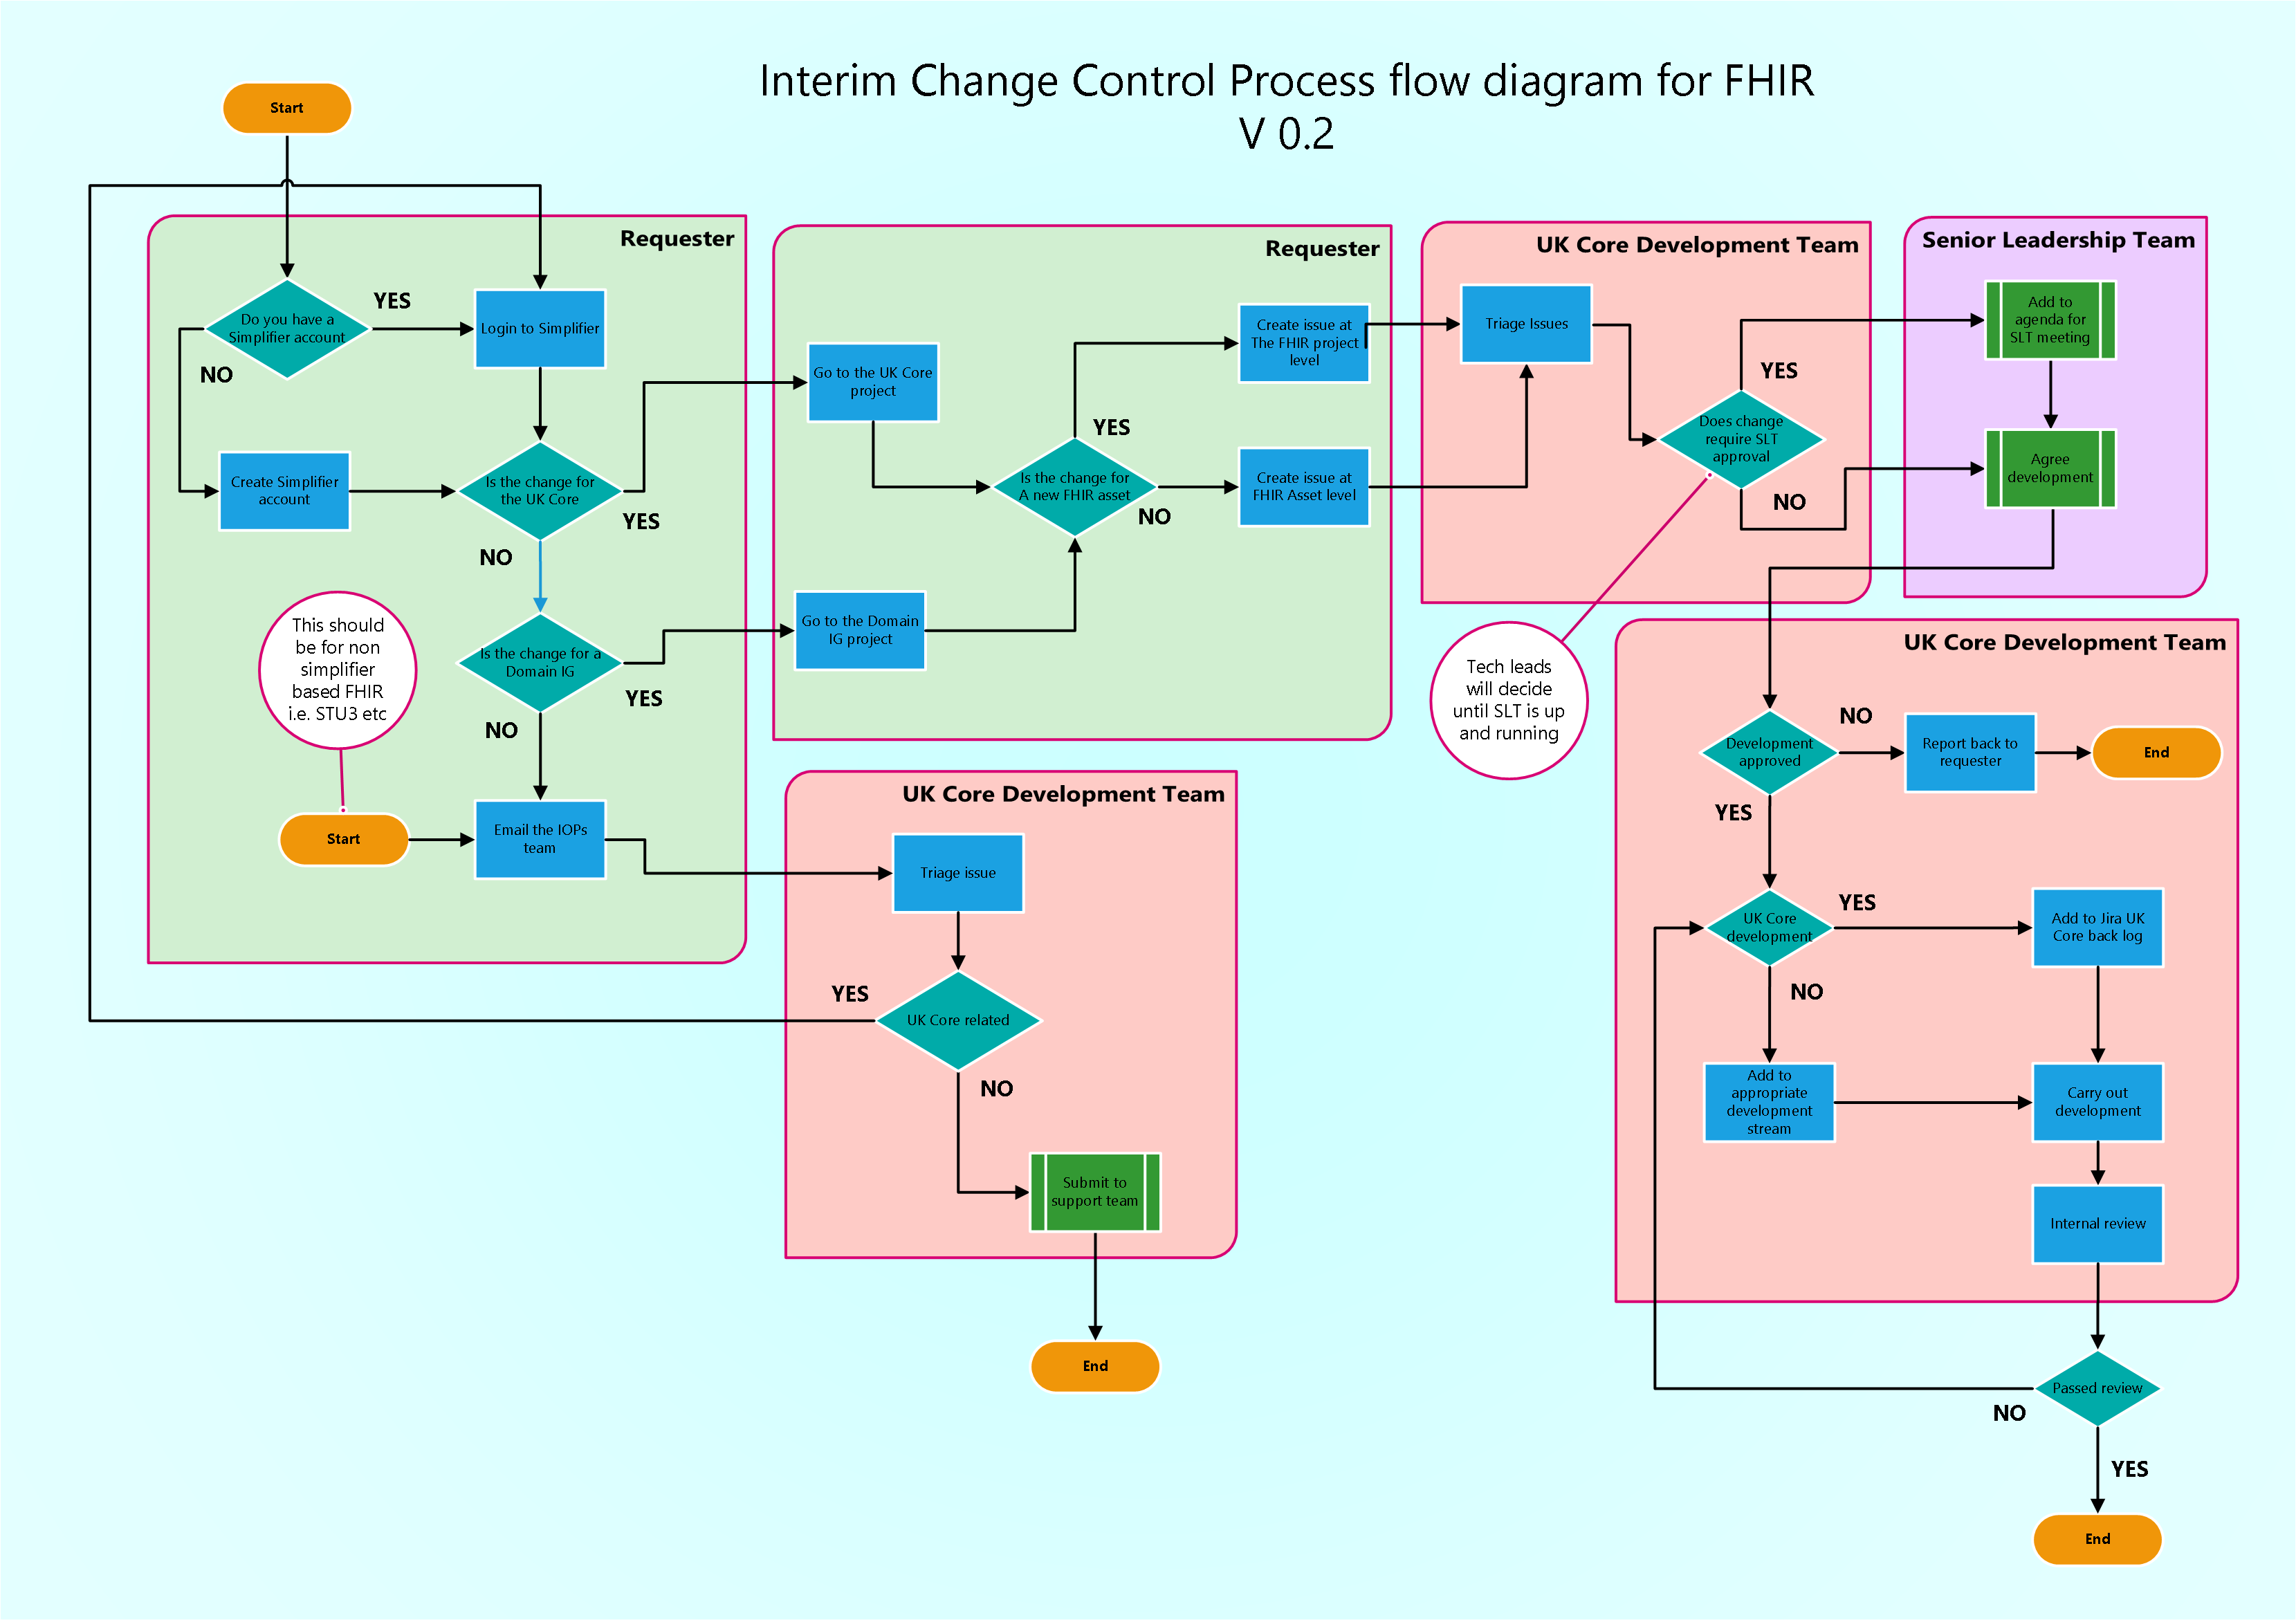 Interim Change Control Process flow diagram for FHIR
V 0.2
Start
Requester
Do you have a
Simplifier account
YES
NO
Login to Simplifier
Create Simplifier
account
Is the change for
the UK Core
YES
NO
Is the change for a
Domain IG
YES
NO
This should
be for non
simplifier
based FHIR
i.e. STU3 etc
Start
Email the IOPs
team
Requester
Go to the UK Core
project
Is the change for
A new FHIR asset
YES
NO
Create issue at
The FHIR project
level
Create issue at
FHIR Asset level
Go to the Domain
IG project
UK Core Development Team
Triage Issues
Does change
require SLT
approval
YES
NO
Tech leads
will decide
until SLT is up
and running
Senior Leadership Team
Add to
agenda for
SLT meeting
Agree
development
UK Core Development Team
Triage issue
UK Core related
YES
NO
Submit to
support team
End
UK Core Development Team
Development
approved
NO
YES
Report back to
requester
End
UK Core
development
YES
NO
Add to Jira UK
Core back log
Add to
appropriate
development
stream
Carry out
development
Internal review
Passed review
NO
YES
End